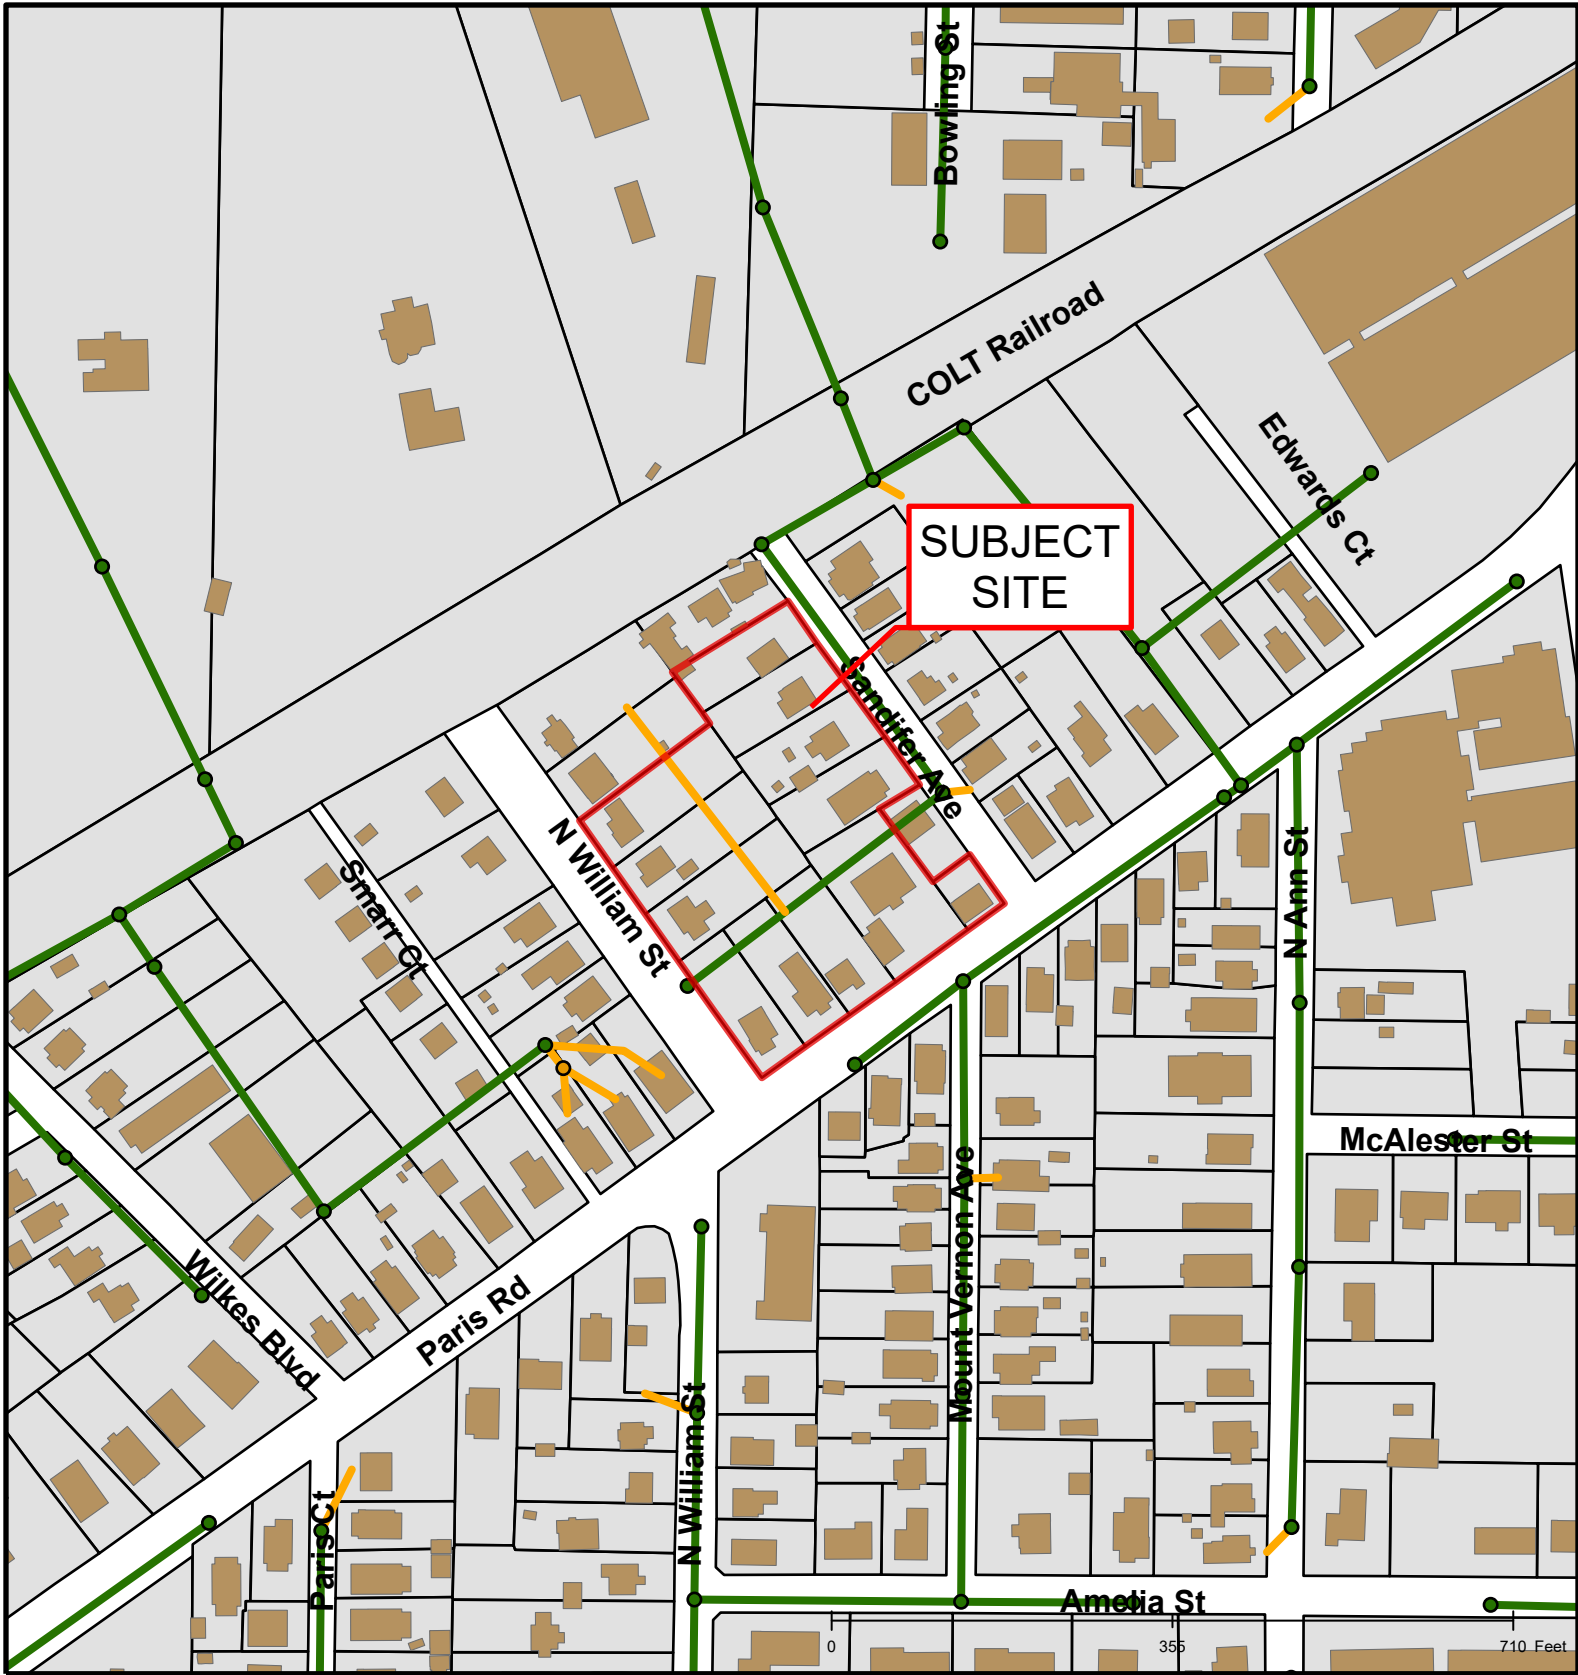 Bowling St
COLT Railroad
Edwards Ct
SUBJECT
SITE
Sandifer Ave
N William St
Smarr Ct
N Ann St
McAlester St
Mount Vernon Ave
Wilkes Blvd
Paris Rd
N William St
Paris Ct
Amelia St
0 355 710 Feet